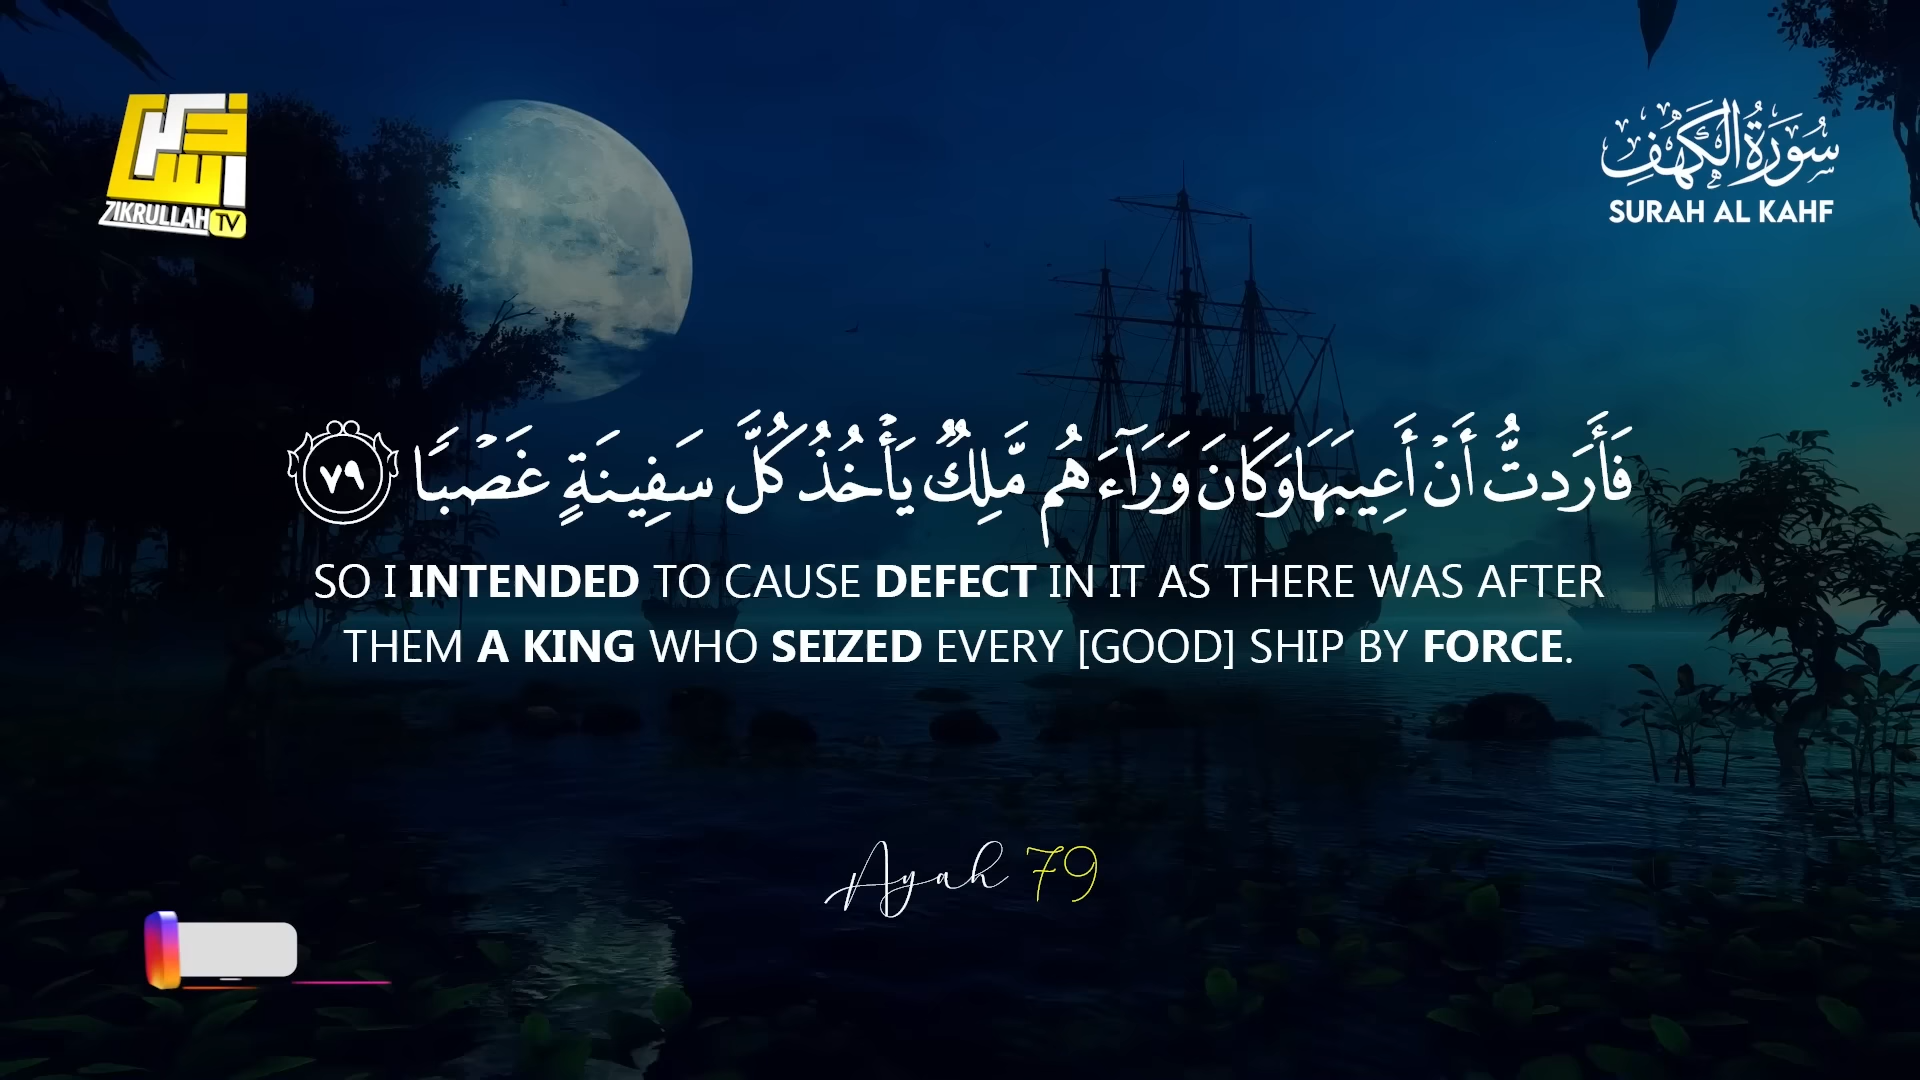 ZIKRULLAH TV
سُورَةُ الكَهْفِ
SURAH AL KAHF
فَأَرَدتُّ أَنۡ أَعِيبَهَا وَكَانَ وَرَآءَهُم مَّلِكٌ يَأۡخُذُ كُلَّ سَفِينَةٍ غَصۡبًا ٧٩
SO I INTENDED TO CAUSE DEFECT IN IT AS THERE WAS AFTER
THEM A KING WHO SEIZED EVERY [GOOD] SHIP BY FORCE.
Ayah 79